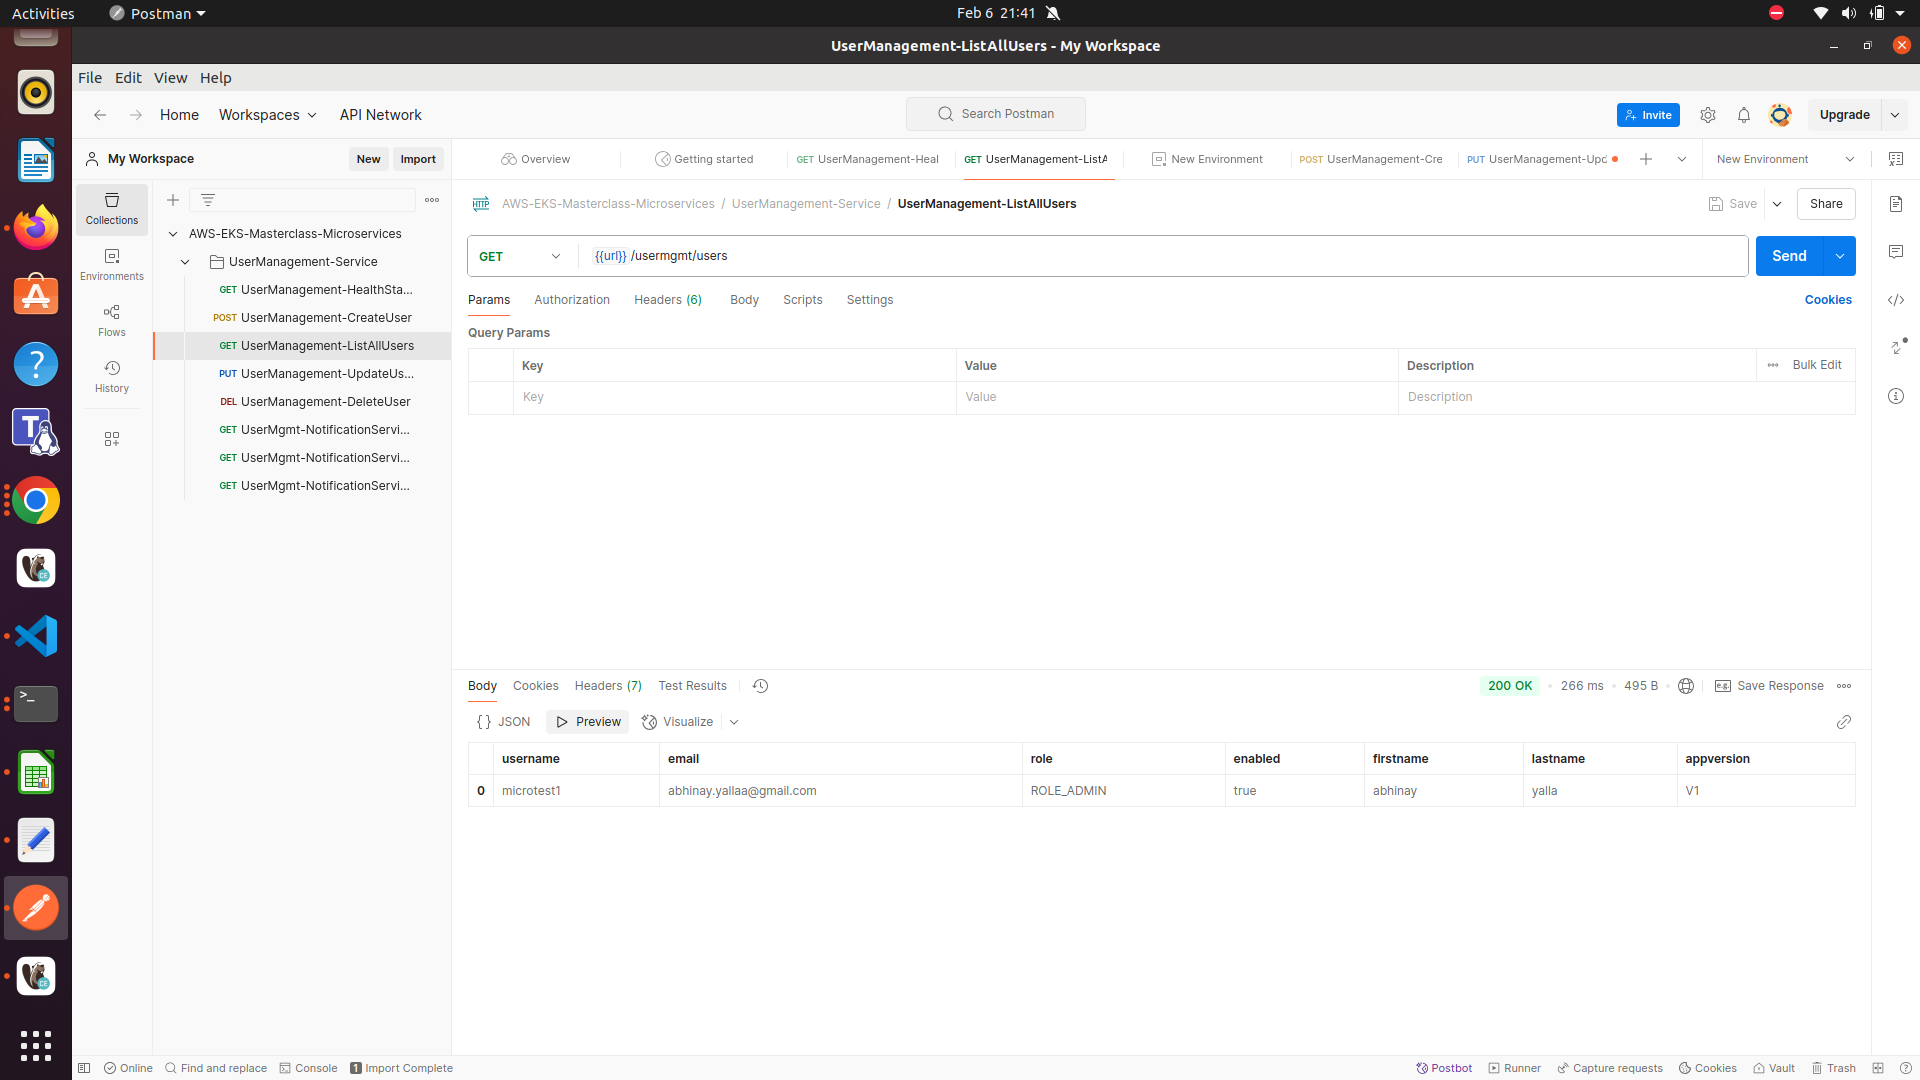 Activities Postman Feb 6 21:41
UserManagement-ListAllUsers - My Workspace
File Edit View Help
Home Workspaces API Network Search Postman Invite Upgrade
My Workspace New Import Overview Getting started GET UserManagement-Heal GET UserManagement-ListA New Environment POST UserManagement-Cre PUT UserManagement-Upd New Environment
Collections
Environments
Flows
History
AWS-EKS-Masterclass-Microservices
UserManagement-Service
GET UserManagement-HealthSta...
POST UserManagement-CreateUser
GET UserManagement-ListAllUsers
PUT UserManagement-UpdateUs...
DEL UserManagement-DeleteUser
GET UserMgmt-NotificationServi...
GET UserMgmt-NotificationServi...
GET UserMgmt-NotificationServi...
HTTP AWS-EKS-Masterclass-Microservices / UserManagement-Service / UserManagement-ListAllUsers Save Share
GET {{url}} /usermgmt/users Send
Params Authorization Headers (6) Body Scripts Settings Cookies
Query Params
Key Value Description Bulk Edit
Key Value Description
Body Cookies Headers (7) Test Results 200 OK 266 ms 495 B e.g. Save Response
{ } JSON Preview Visualize
username email role enabled firstname lastname appversion
0 microtest1 abhinay.yallaa@gmail.com ROLE_ADMIN true abhinay yalla V1
Online Find and replace Console 1 Import Complete Postbot Runner Capture requests Cookies Vault Trash